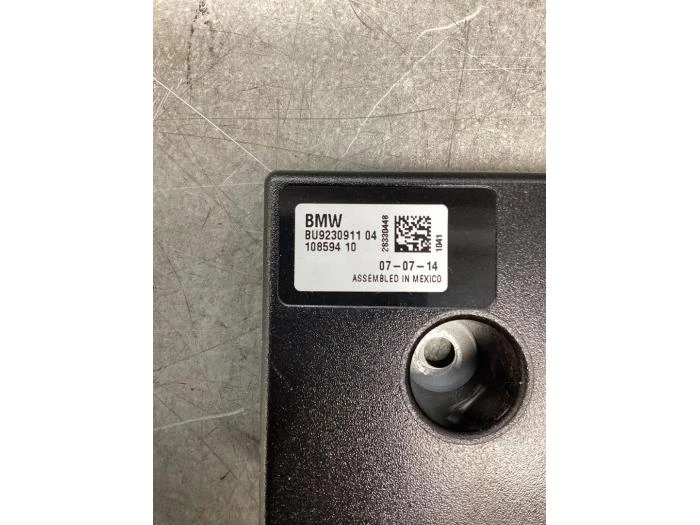 BMW
BU9230911 04
108594 10
28330448
1041
07-07-14
ASSEMBLED IN MEXICO